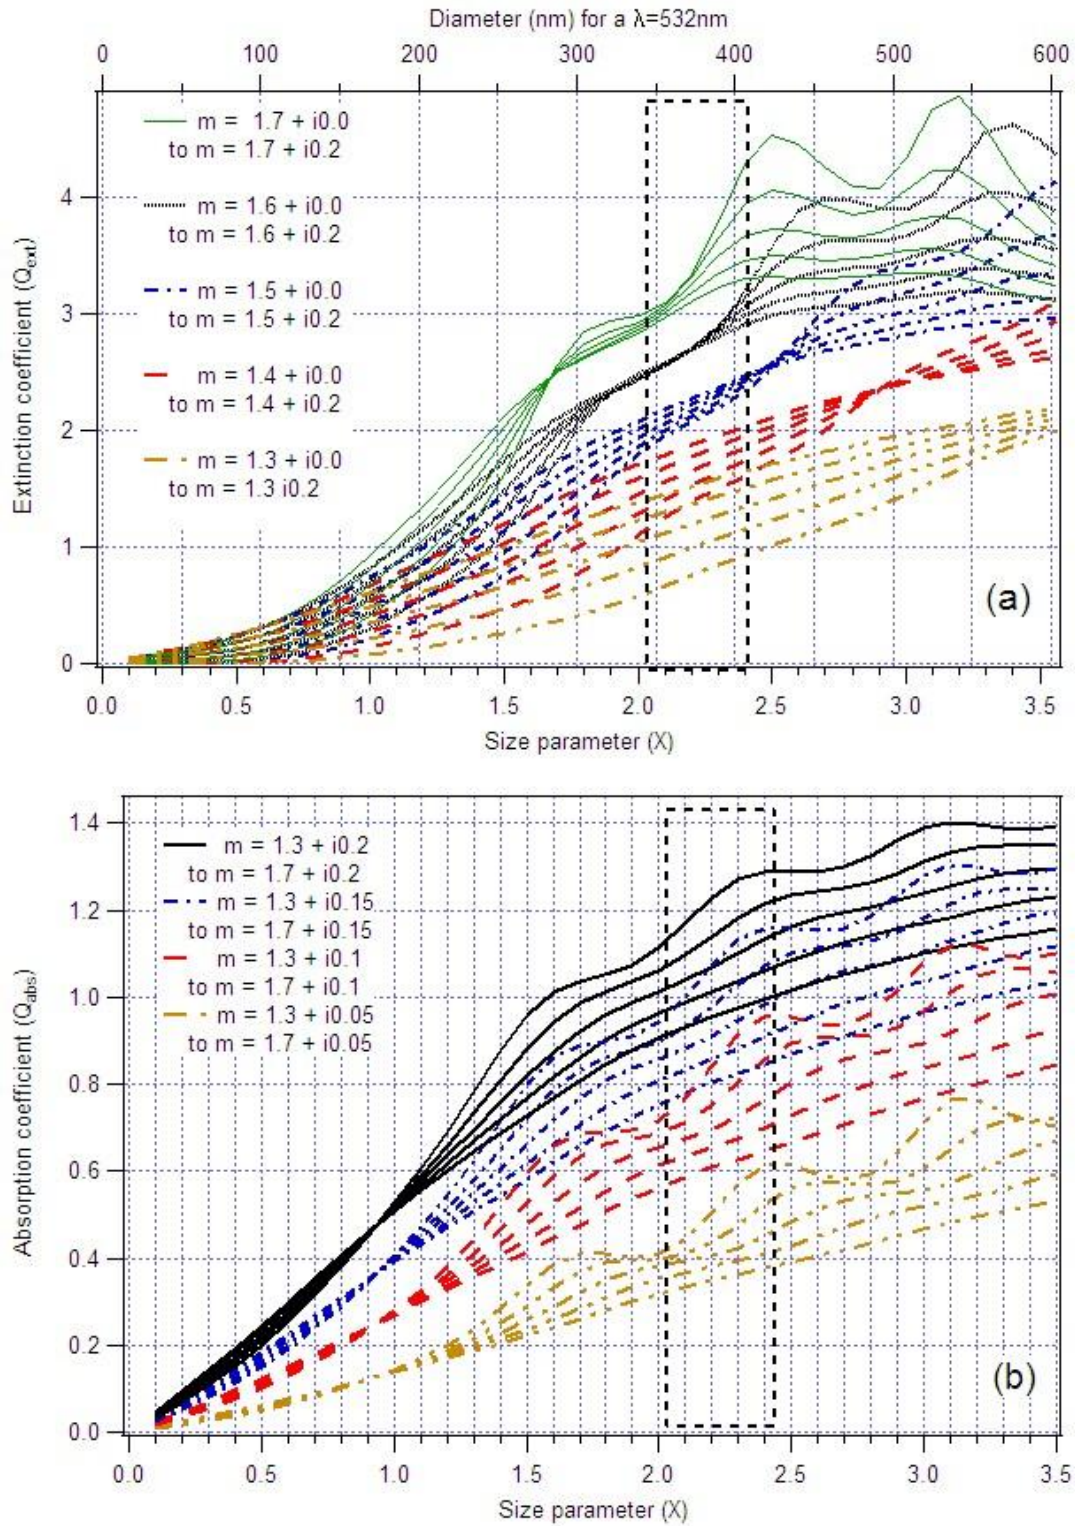 Diameter (nm) for a λ=532nm
0 100 200 300 400 500 600
m = 1.7 + i0.0
to m = 1.7 + i0.2
m = 1.6 + i0.0
to m = 1.6 + i0.2
m = 1.5 + i0.0
to m = 1.5 + i0.2
m = 1.4 + i0.0
to m = 1.4 + i0.2
m = 1.3 + i0.0
to m = 1.3 i0.2
Extinction coefficient (Qext)
4
3
2
1
0
(a)
0.0 0.5 1.0 1.5 2.0 2.5 3.0 3.5
Size parameter (X)
m = 1.3 + i0.2
to m = 1.7 + i0.2
m = 1.3 + i0.15
to m = 1.7 + i0.15
m = 1.3 + i0.1
to m = 1.7 + i0.1
m = 1.3 + i0.05
to m = 1.7 + i0.05
Absorption coefficient (Qabs)
1.4
1.2
1.0
0.8
0.6
0.4
0.2
0.0
(b)
0.0 0.5 1.0 1.5 2.0 2.5 3.0 3.5
Size parameter (X)